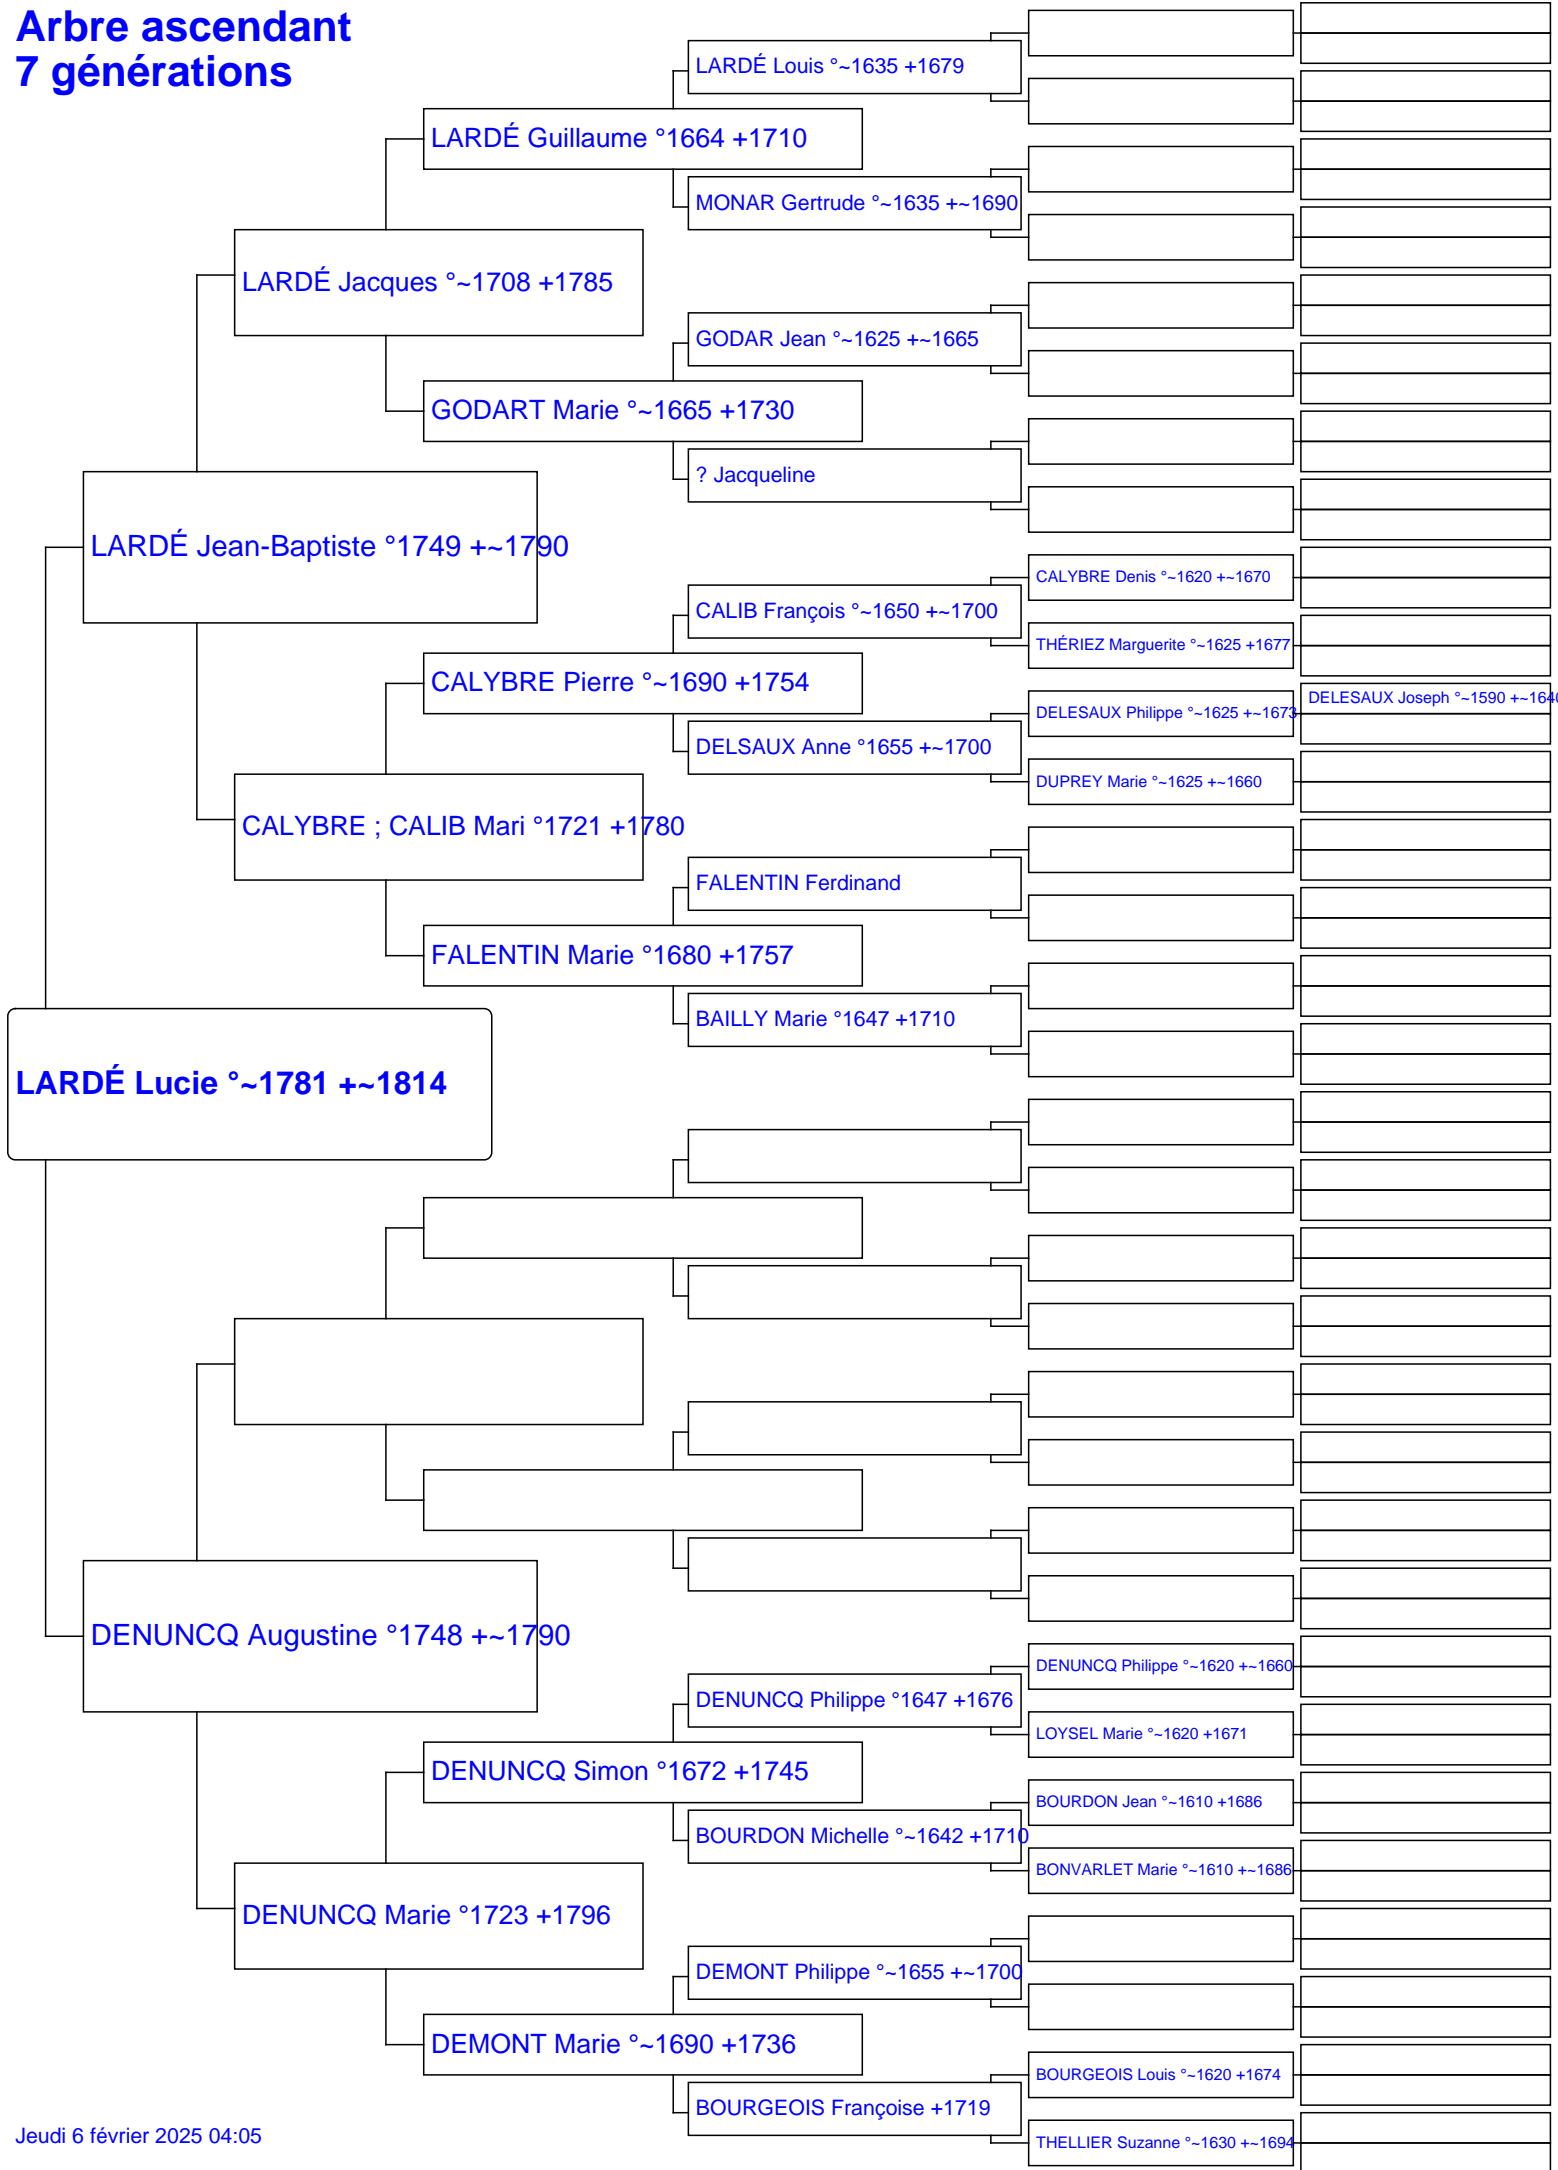 Arbre ascendant
7 générations
LARDÉ Louis °~1635 +1679
LARDÉ Guillaume °1664 +1710
MONAR Gertrude °~1635 +~1690
LARDÉ Jacques °~1708 +1785
GODAR Jean °~1625 +~1665
GODART Marie °~1665 +1730
? Jacqueline
LARDÉ Jean-Baptiste °1749 +~1790
CALYBRE Denis °~1620 +~1670
CALIB François °~1650 +~1700
THÉRIEZ Marguerite °~1625 +1677
CALYBRE Pierre °~1690 +1754
DELESAUX Joseph °~1590 +~1640
DELESAUX Philippe °~1625 +~1673
DELSAUX Anne °1655 +~1700
DUPREY Marie °~1625 +~1660
CALYBRE ; CALIB Mari °1721 +1780
FALENTIN Ferdinand
FALENTIN Marie °1680 +1757
BAILLY Marie °1647 +1710
LARDÉ Lucie °~1781 +~1814
DENUNCQ Augustine °1748 +~1790
DENUNCQ Philippe °~1620 +~1660
DENUNCQ Philippe °1647 +1676
LOYSEL Marie °~1620 +1671
DENUNCQ Simon °1672 +1745
BOURDON Jean °~1610 +1686
BOURDON Michelle °~1642 +1710
BONVARLET Marie °~1610 +~1686
DENUNCQ Marie °1723 +1796
DEMONT Philippe °~1655 +~1700
DEMONT Marie °~1690 +1736
BOURGEOIS Louis °~1620 +1674
BOURGEOIS Françoise +1719
THELLIER Suzanne °~1630 +~1694
Jeudi 6 février 2025 04:05